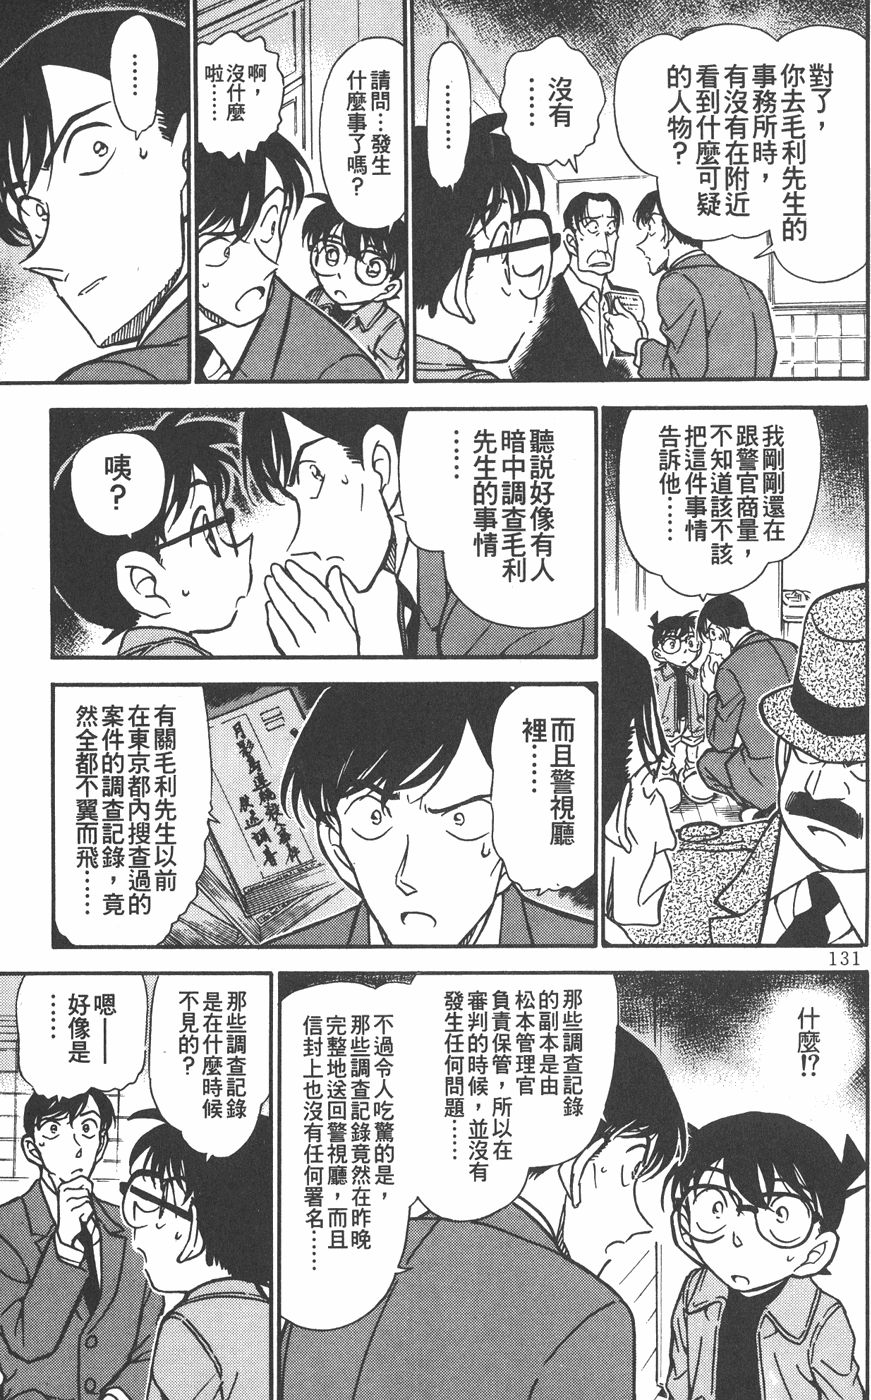 對了，
你去毛利先生的
事務所時，
有沒有在附近
看到什麼可疑
的人物？
沒有
……
……
請問…發生
什麼事了嗎？
啊，
沒什麼
啦……
……
我剛剛還在
跟警官商量，
不知道該不該
把這件事情
告訴他……
聽說好像有人
暗中調查毛利
先生的事情
……
咦？
而且警視廳
裡……
有關毛利先生以前
在東京都內搜查過的
案件的調查記錄，竟
然全都不翼而飛……
131
什麼!?
那些調查記錄
的副本是由
松本管理官
負責保管，所以在
審判的時候，並沒有
發生任何問題……
不過令人吃驚的是，
那些調查記錄竟然在昨晚
完整地送回警視廳，而且
信封上也沒有任何署名……
那些調查記錄
是在什麼時候
不見的？
嗯——
好像是
……